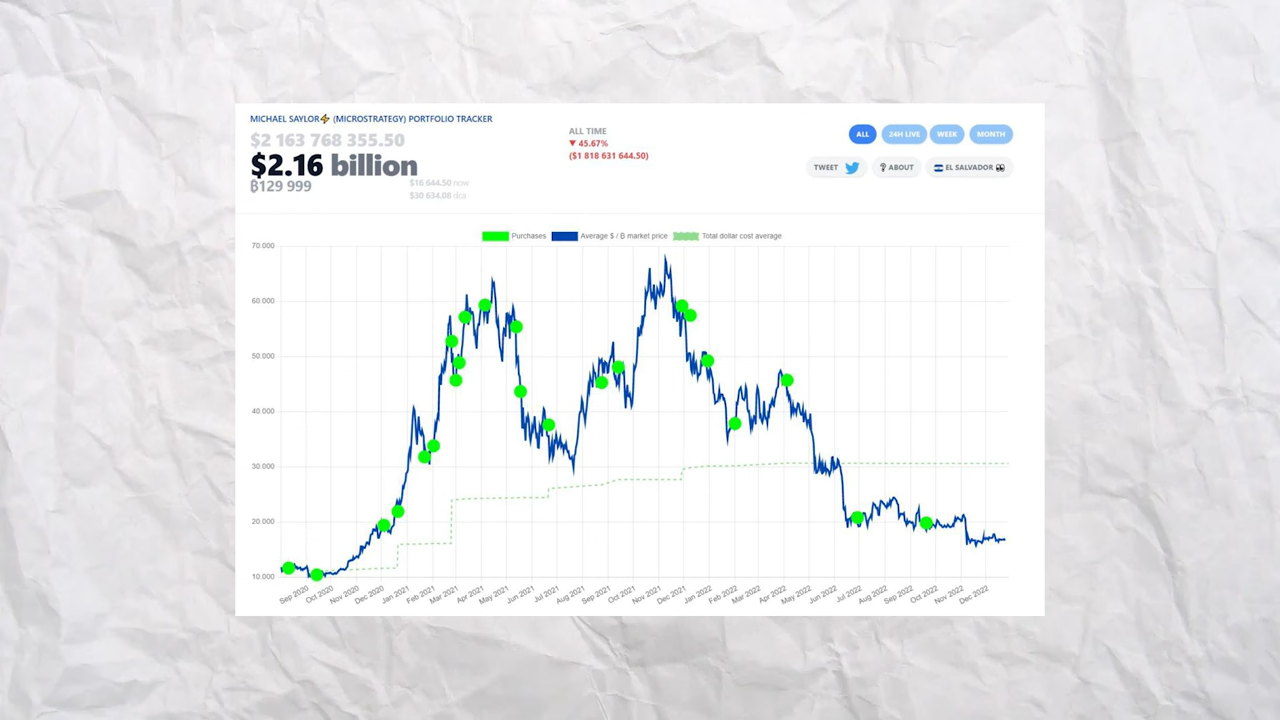 MICHAEL SAYLOR⚡ (MICROSTRATEGY) PORTFOLIO TRACKER
$2 163 768 355.50
$2.16 billion
₿129 999
$16 644.50 now
$30 634.08 dca
ALL TIME
▼ 45.67%
($1 818 631 644.50)
ALL 24H LIVE WEEK MONTH
TWEET ABOUT EL SALVADOR
Purchases Average $ / B market price Total dollar cost average
70 000
60 000
50 000
40 000
30 000
20 000
10 000
Sep 2020 Oct 2020 Nov 2020 Dec 2020 Jan 2021 Feb 2021 Mar 2021 Apr 2021 May 2021 Jun 2021 Jul 2021 Aug 2021 Sep 2021 Oct 2021 Nov 2021 Dec 2021 Jan 2022 Feb 2022 Mar 2022 Apr 2022 May 2022 Jun 2022 Jul 2022 Aug 2022 Sep 2022 Oct 2022 Nov 2022 Dec 2022